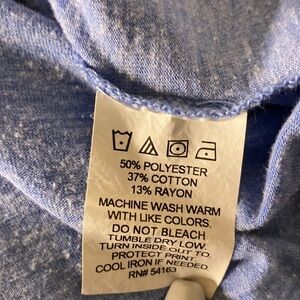 50% POLYESTER
37% COTTON
13% RAYON
MACHINE WASH WARM
WITH LIKE COLORS.
DO NOT BLEACH
TUMBLE DRY LOW.
TURN INSIDE OUT TO
PROTECT PRINT.
COOL IRON IF NEEDED
RN# 54163